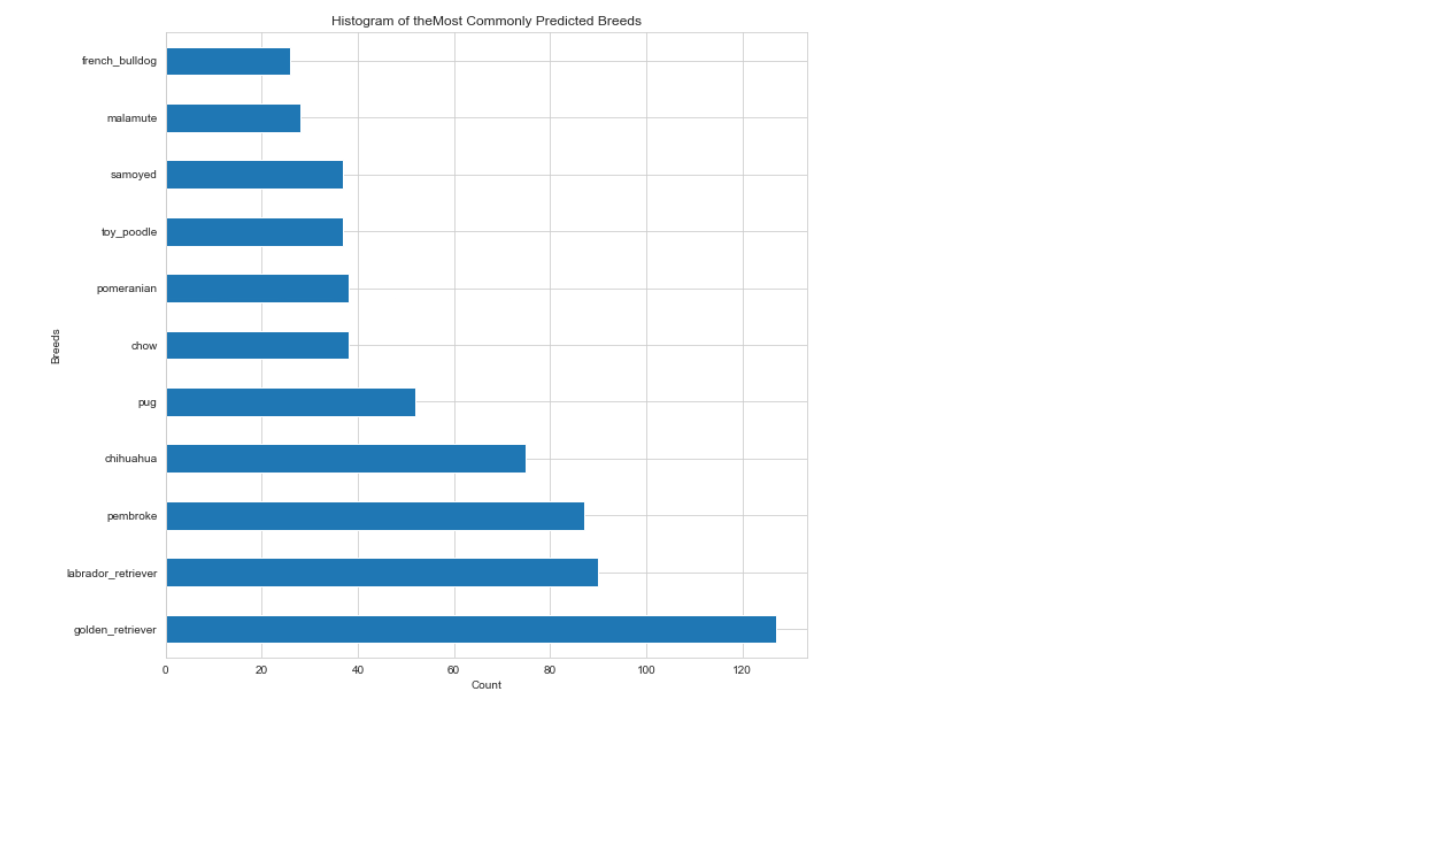 Histogram of theMost Commonly Predicted Breeds
french_bulldog
malamute
samoyed
toy_poodle
pomeranian
chow
pug
chihuahua
pembroke
labrador_retriever
golden_retriever
Breeds
0 20 40 60 80 100 120
Count